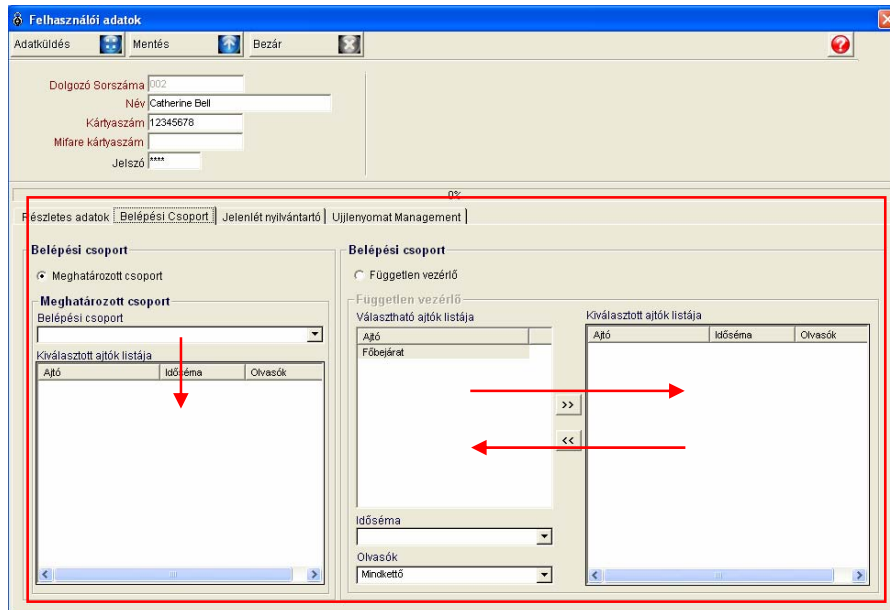 Felhasználói adatok
Adatküldés Mentés Bezár
Dolgozó Sorszáma 002
Név Catherine Bell
Kártyaszám 12345678
Mifare kártyaszám
Jelszó ****
0%
Részletes adatok Belépési Csoport Jelenlét nyilvántartó Ujjlenyomat Management
Belépési csoport
Meghatározott csoport
Meghatározott csoport
Belépési csoport
Kiválasztott ajtók listája
Ajtó Időséma Olvasók
Belépési csoport
Független vezérlő
Független vezérlő
Választható ajtók listája
Ajtó
Főbejárat
>>
<<
Időséma
Olvasók
Mindkettő
Kiválasztott ajtók listája
Ajtó Időséma Olvasók